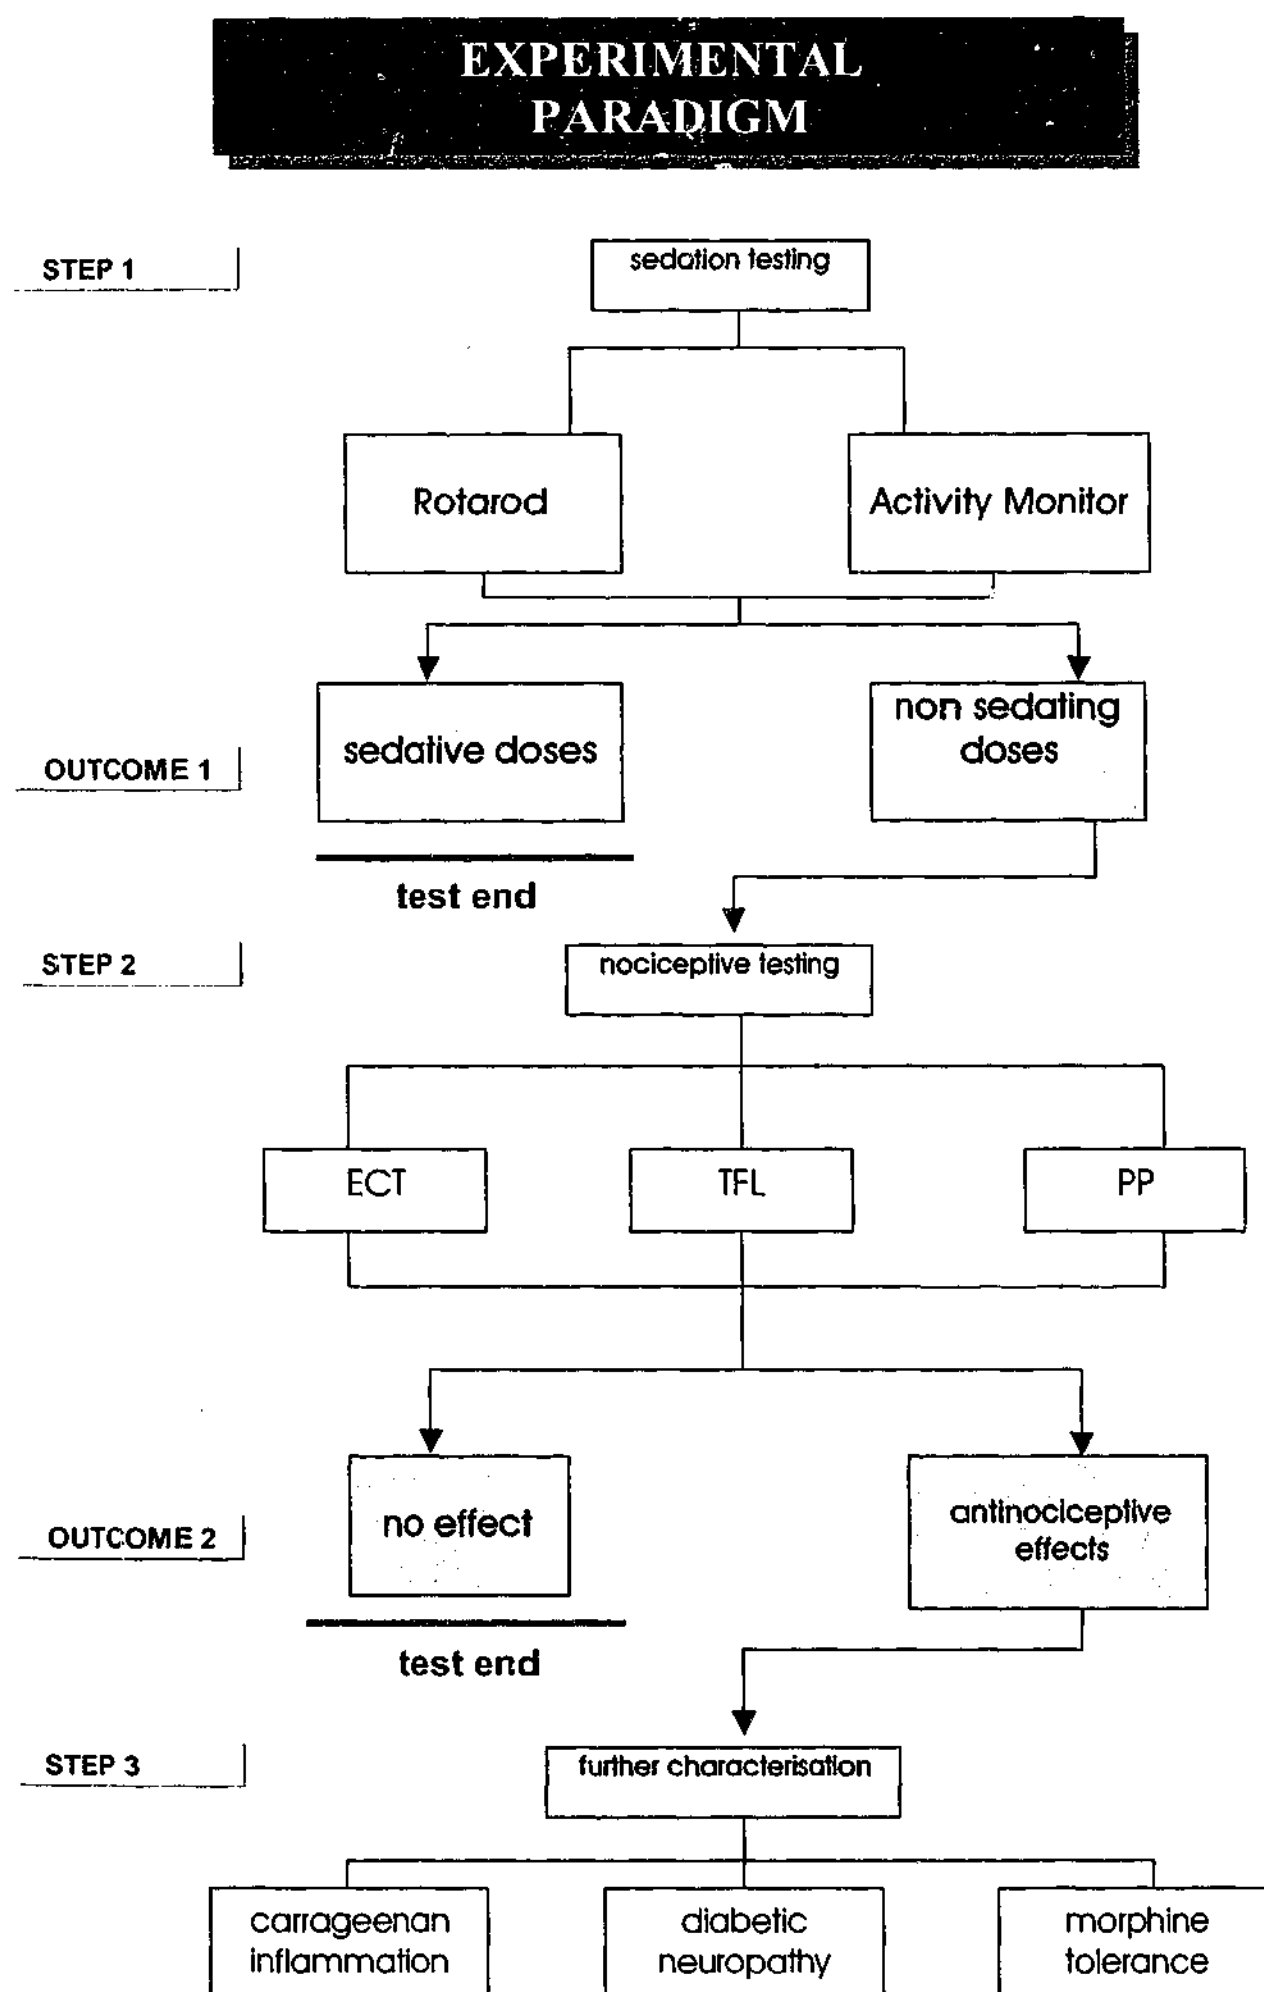 EXPERIMENTAL
PARADIGM
STEP 1
sedation testing
Rotarod
Activity Monitor
OUTCOME 1
sedative doses
non sedating
doses
test end
STEP 2
nociceptive testing
ECT
TFL
PP
OUTCOME 2
no effect
antinociceptive
effects
test end
STEP 3
further characterisation
carrageenan
inflammation
diabetic
neuropathy
morphine
tolerance